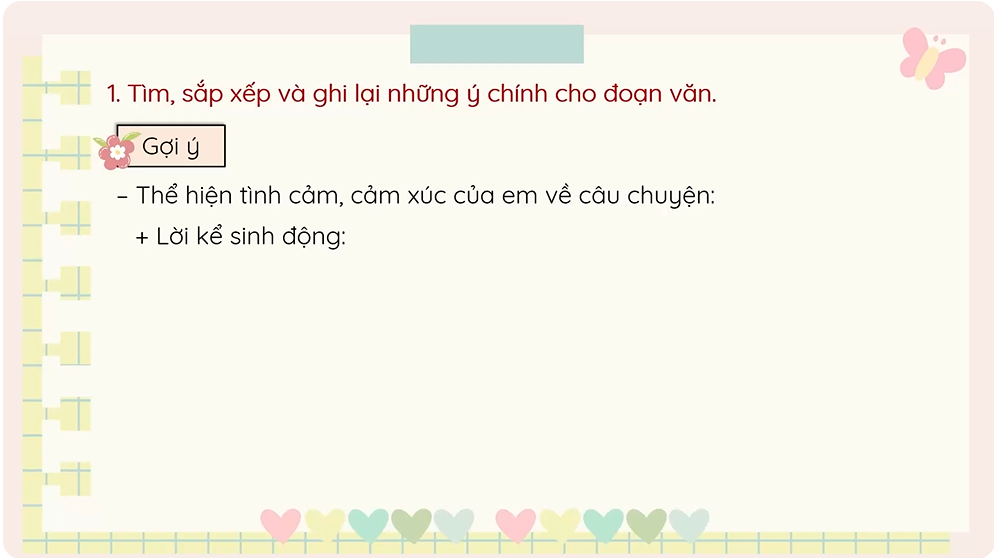 1. Tìm, sắp xếp và ghi lại những ý chính cho đoạn văn.
Gợi ý
– Thể hiện tình cảm, cảm xúc của em về câu chuyện:
+ Lời kể sinh động: